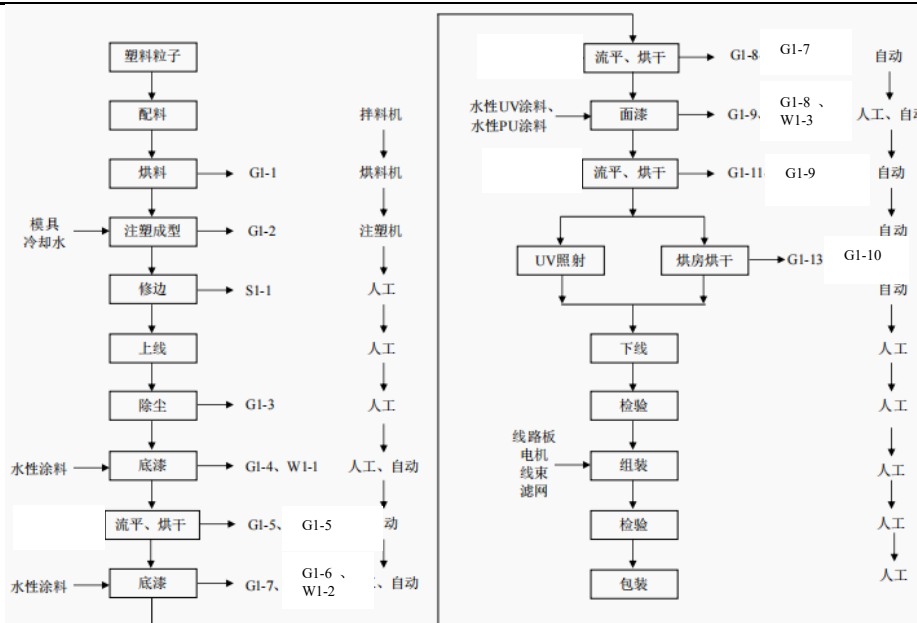 塑料粒子
配料
拌料机
烘料
G1-1
烘料机
模具
冷却水
注塑成型
G1-2
注塑机
修边
S1-1
人工
上线
人工
除尘
G1-3
人工
水性涂料
底漆
G1-4、W1-1
人工、自动
流平、烘干
G1-5、
G1-5
动
水性涂料
底漆
G1-7、
G1-6 、
W1-2
、自动
流平、烘干
G1-8
G1-7
自动
水性UV涂料、
水性PU涂料
面漆
G1-9
G1-8 、
W1-3
人工、自动
流平、烘干
G1-11
G1-9
自动
自动
UV照射
烘房烘干
G1-13
G1-10
自动
下线
人工
检验
人工
线路板
电机
线束
滤网
组装
人工
检验
人工
包装
人工